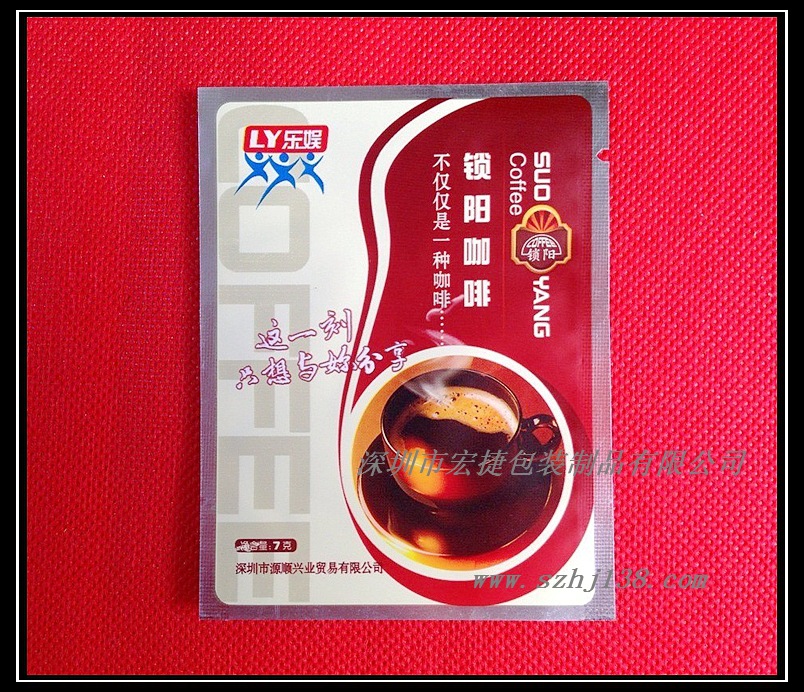 COFFEE
LY乐娱
SUO YANG
Coffee
COFFEE
锁阳
锁阳咖啡
不仅仅是一种咖啡……
这一刻
只想与妳分享
净含量:7克
深圳市源顺兴业贸易有限公司
深圳市宏捷包装制品有限公司
www.szhj138.com